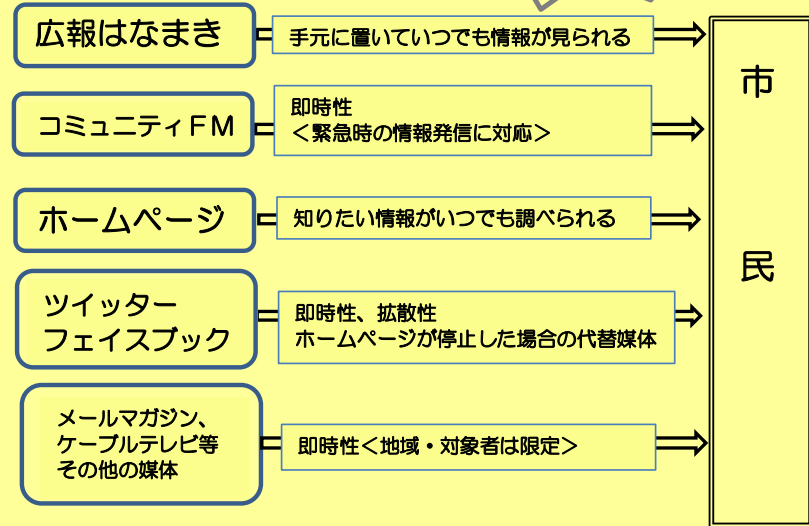 広報はなまき
手元に置いていつでも情報が見られる
コミュニティＦＭ
即時性
＜緊急時の情報発信に対応＞
ホームページ
知りたい情報がいつでも調べられる
ツイッター
フェイスブック
即時性、拡散性
ホームページが停止した場合の代替媒体
メールマガジン、
ケーブルテレビ等
その他の媒体
即時性＜地域・対象者は限定＞
市
民